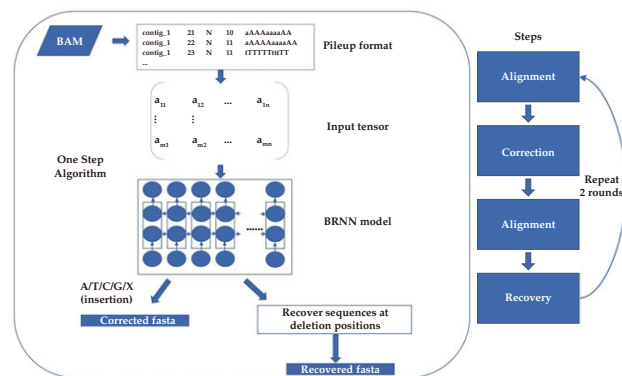 BAM
contig_1 21 N 10 aAAAaaaaAA
contig_1 22 N 11 aAAAAaaaaAA
contig_1 23 N 11 tTTTTTtttTT
...
Pileup format
a11 a12 ... a1n
⋮ ⋮
am1 am2 ... amn
Input tensor
One Step
Algorithm
......
BRNN model
A/T/C/G/X
(insertion)
Corrected fasta
Recover sequences at
deletion positions
Recovered fasta
Steps
Alignment
Correction
Alignment
Recovery
Repeat
2 rounds